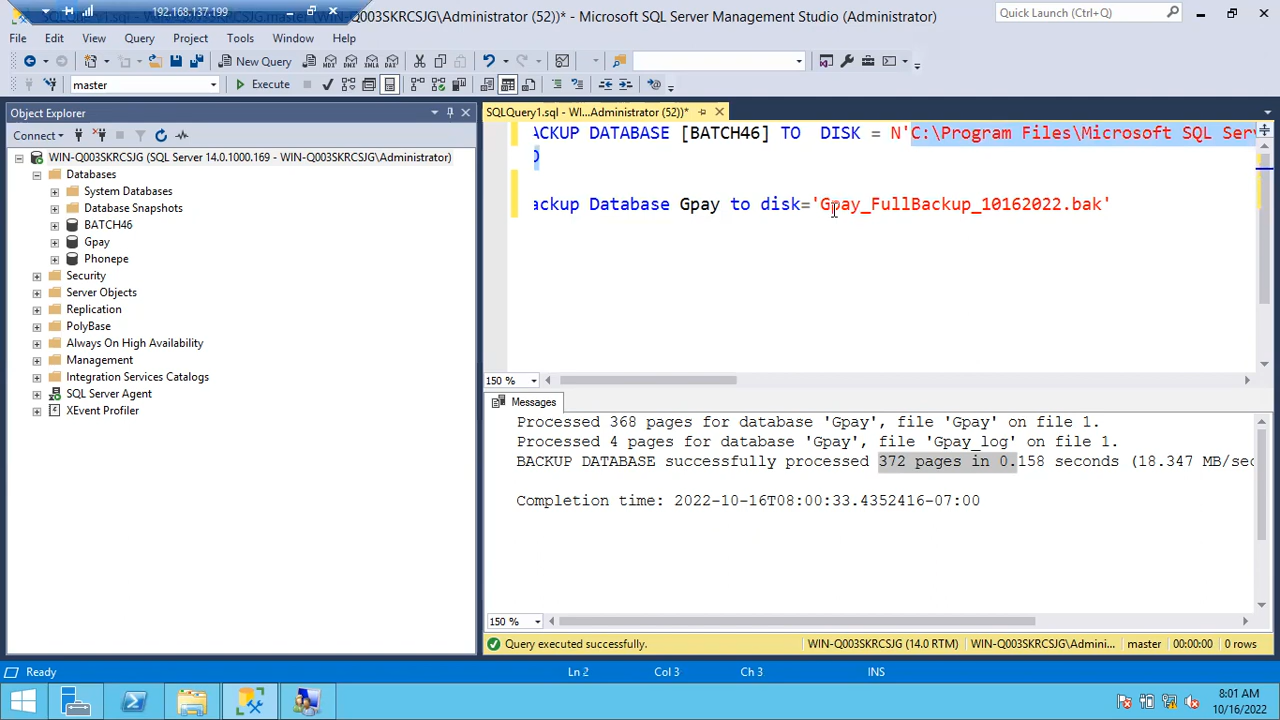 SQLQuery1.sql - WIN-Q003SKRCSJG.master (WIN-Q003SKRCSJG\Administrator (52))* - Microsoft SQL Server Management Studio (Administrator)
192.168.137.199
Quick Launch (Ctrl+Q)
File Edit View Query Project Tools Window Help
New Query
master
Execute
Object Explorer
SQLQuery1.sql - WI...Administrator (52))*
Connect
WIN-Q003SKRCSJG (SQL Server 14.0.1000.169 - WIN-Q003SKRCSJG\Administrator)
Databases
System Databases
Database Snapshots
BATCH46
Gpay
Phonepe
Security
Server Objects
Replication
PolyBase
Always On High Availability
Management
Integration Services Catalogs
SQL Server Agent
XEvent Profiler
ACKUP DATABASE [BATCH46] TO DISK = N'C:\Program Files\Microsoft SQL Serv
O
ackup Database Gpay to disk='Gpay_FullBackup_10162022.bak'
150 %
Messages
Processed 368 pages for database 'Gpay', file 'Gpay' on file 1.
Processed 4 pages for database 'Gpay', file 'Gpay_log' on file 1.
BACKUP DATABASE successfully processed 372 pages in 0.158 seconds (18.347 MB/sec
Completion time: 2022-10-16T08:00:33.4352416-07:00
150 %
Query executed successfully. WIN-Q003SKRCSJG (14.0 RTM) WIN-Q003SKRCSJG\Admini... master 00:00:00 0 rows
Ready Ln 2 Col 3 Ch 3 INS
8:01 AM
10/16/2022